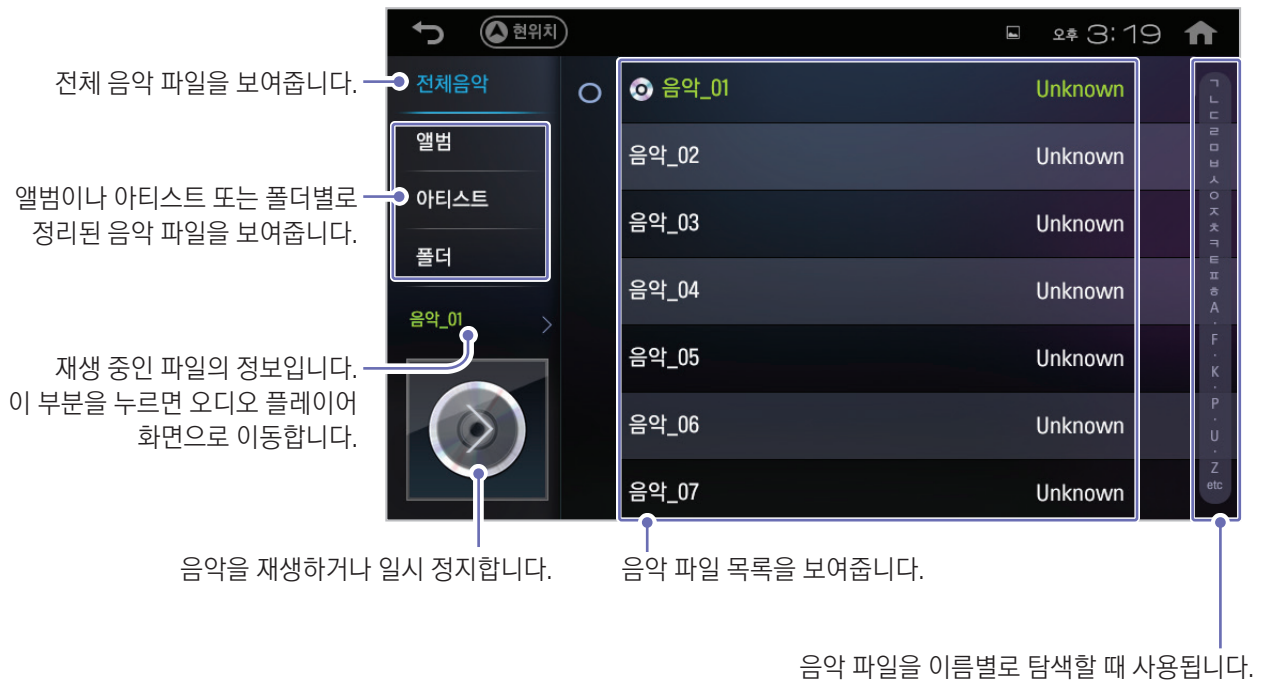 현위치
오후 3:19
전체 음악 파일을 보여줍니다.
전체음악
앨범
아티스트
폴더
앨범이나 아티스트 또는 폴더별로
정리된 음악 파일을 보여줍니다.
음악_01
재생 중인 파일의 정보입니다.
이 부분을 누르면 오디오 플레이어
화면으로 이동합니다.
음악_01 Unknown
음악_02 Unknown
음악_03 Unknown
음악_04 Unknown
음악_05 Unknown
음악_06 Unknown
음악_07 Unknown
ㄱ
ㄴ
ㄷ
ㄹ
ㅁ
ㅂ
ㅅ
ㅇ
ㅈ
ㅊ
ㅋ
ㅌ
ㅍ
ㅎ
A
.
F
.
K
.
P
.
U
.
Z
etc
음악을 재생하거나 일시 정지합니다.
음악 파일 목록을 보여줍니다.
음악 파일을 이름별로 탐색할 때 사용됩니다.